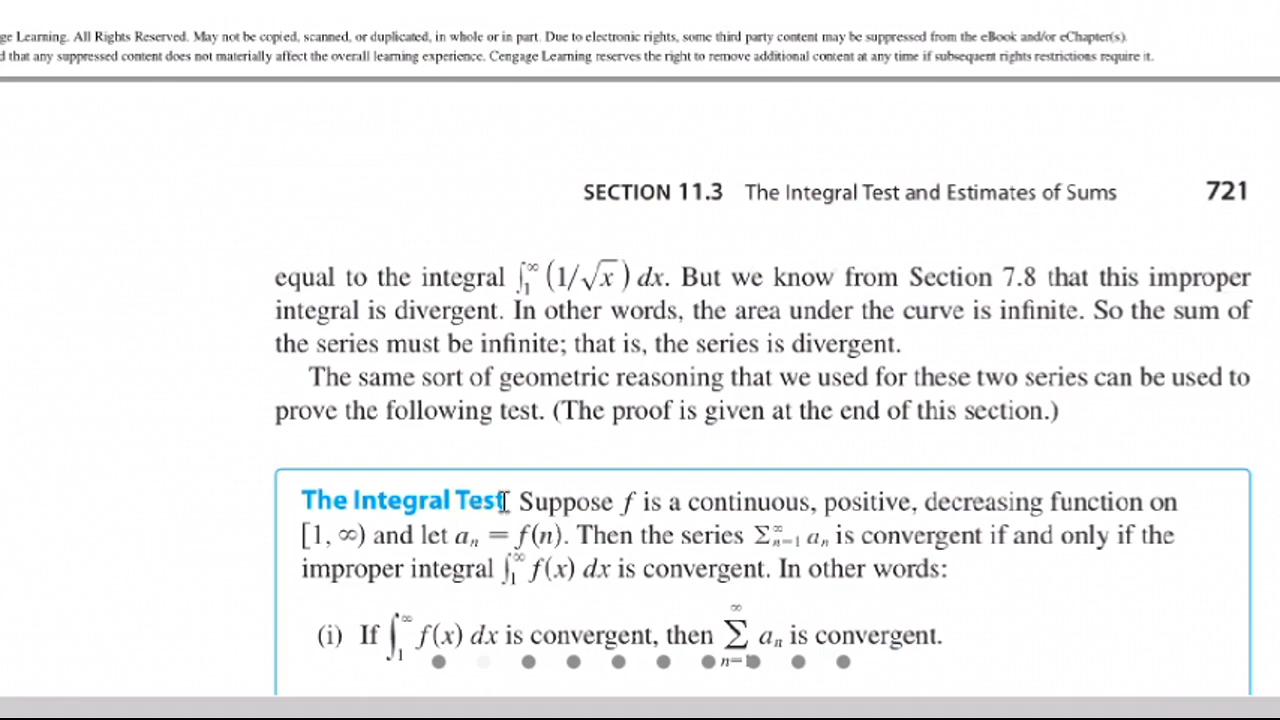 ge Learning. All Rights Reserved. May not be copied, scanned, or duplicated, in whole or in part. Due to electronic rights, some third party content may be suppressed from the eBook and/or eChapter(s).
d that any suppressed content does not materially affect the overall learning experience. Cengage Learning reserves the right to remove additional content at any time if subsequent rights restrictions require it.
SECTION 11.3 The Integral Test and Estimates of Sums 721
equal to the integral ∫₁^∞ (1/√x) dx. But we know from Section 7.8 that this improper
integral is divergent. In other words, the area under the curve is infinite. So the sum of
the series must be infinite; that is, the series is divergent.
The same sort of geometric reasoning that we used for these two series can be used to
prove the following test. (The proof is given at the end of this section.)
The Integral Test Suppose f is a continuous, positive, decreasing function on
[1, ∞) and let aₙ = f(n). Then the series Σₙ₌₁^∞ aₙ is convergent if and only if the
improper integral ∫₁^∞ f(x) dx is convergent. In other words:
(i) If ∫₁^∞ f(x) dx is convergent, then Σₙ₌₁^∞ aₙ is convergent.